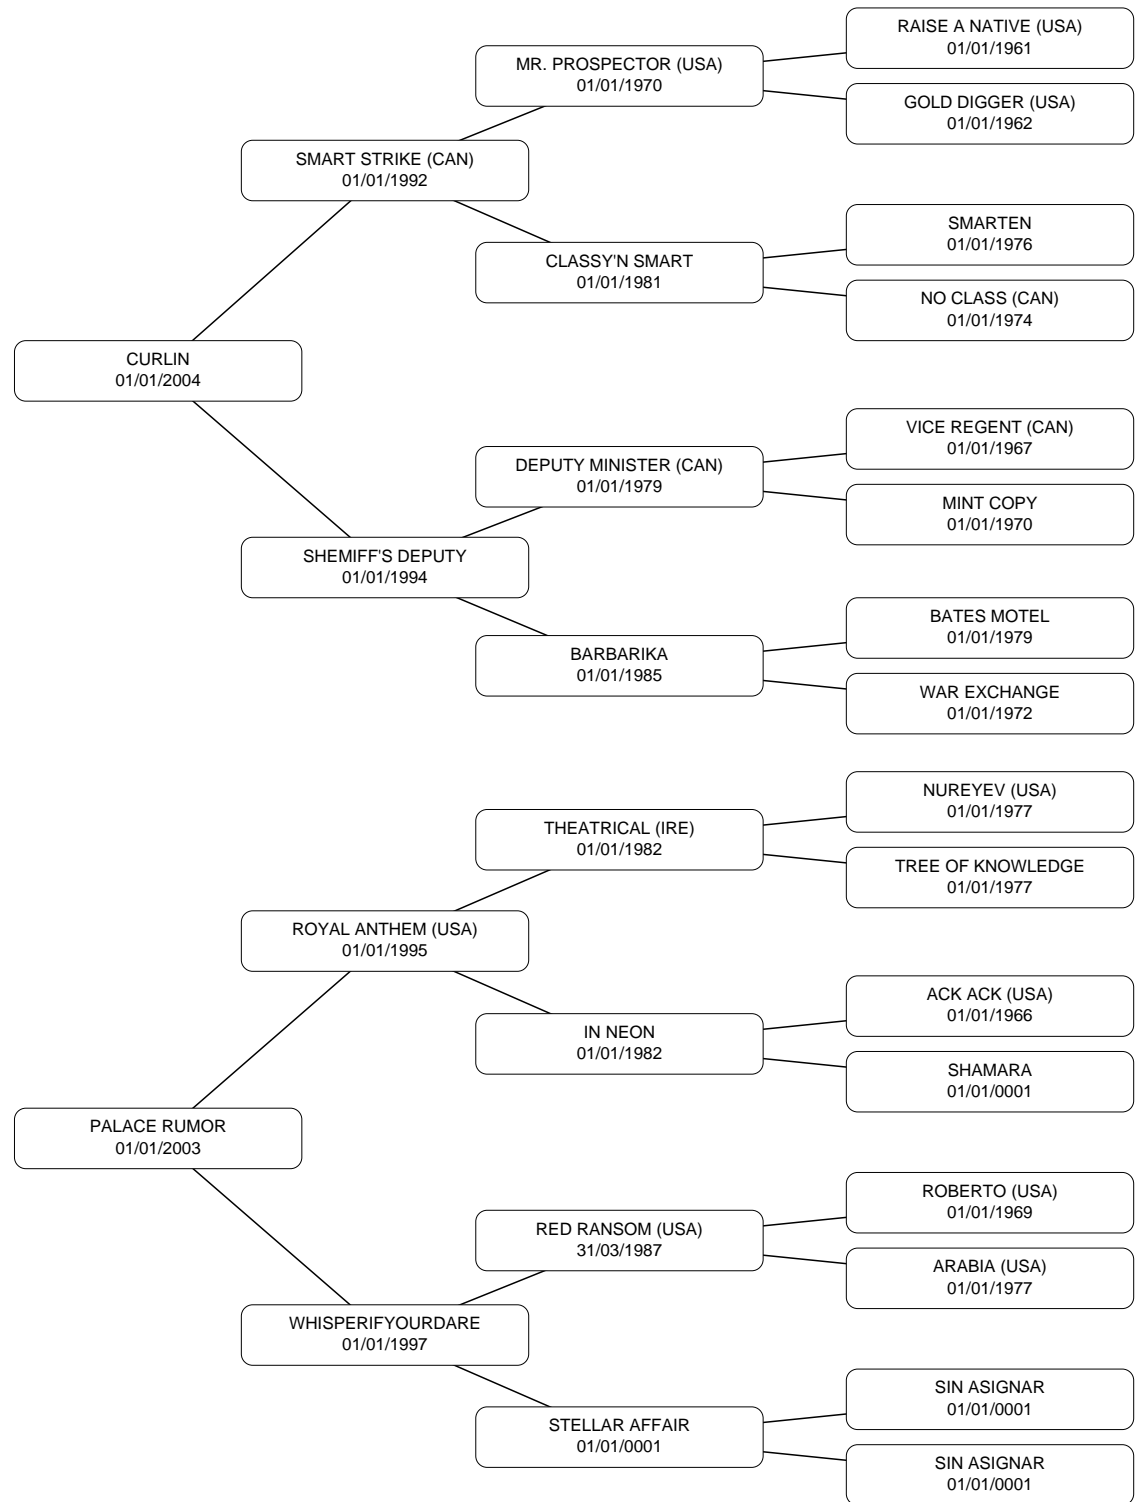 RAISE A NATIVE (USA)
01/01/1961
MR. PROSPECTOR (USA)
01/01/1970
GOLD DIGGER (USA)
01/01/1962
SMART STRIKE (CAN)
01/01/1992
SMARTEN
01/01/1976
CLASSY'N SMART
01/01/1981
NO CLASS (CAN)
01/01/1974
CURLIN
01/01/2004
VICE REGENT (CAN)
01/01/1967
DEPUTY MINISTER (CAN)
01/01/1979
MINT COPY
01/01/1970
SHEMIFF'S DEPUTY
01/01/1994
BATES MOTEL
01/01/1979
BARBARIKA
01/01/1985
WAR EXCHANGE
01/01/1972
NUREYEV (USA)
01/01/1977
THEATRICAL (IRE)
01/01/1982
TREE OF KNOWLEDGE
01/01/1977
ROYAL ANTHEM (USA)
01/01/1995
ACK ACK (USA)
01/01/1966
IN NEON
01/01/1982
SHAMARA
01/01/0001
PALACE RUMOR
01/01/2003
ROBERTO (USA)
01/01/1969
RED RANSOM (USA)
31/03/1987
ARABIA (USA)
01/01/1977
WHISPERIFYOURDARE
01/01/1997
SIN ASIGNAR
01/01/0001
STELLAR AFFAIR
01/01/0001
SIN ASIGNAR
01/01/0001